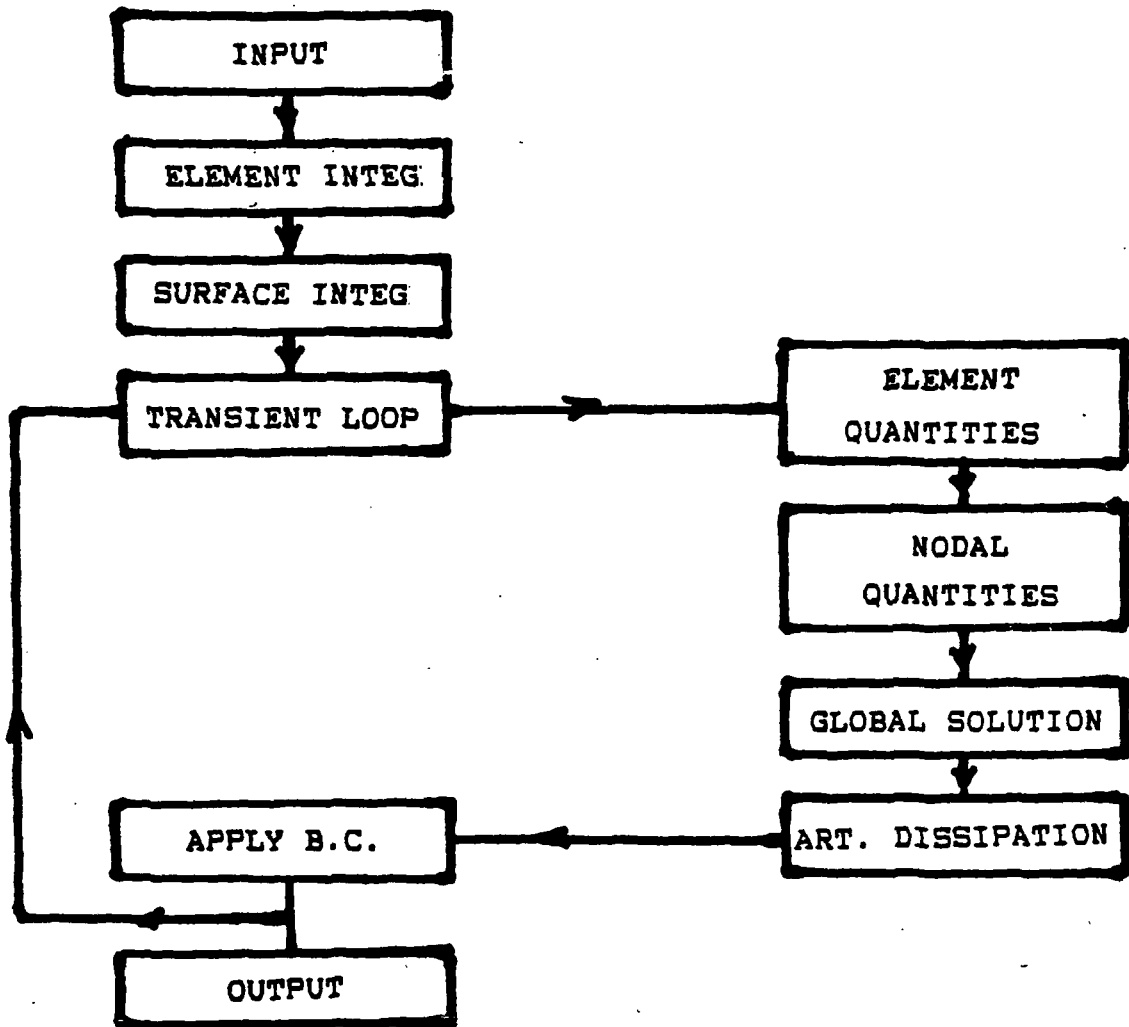 INPUT
ELEMENT INTEG.
SURFACE INTEG.
TRANSIENT LOOP
ELEMENT
QUANTITIES
NODAL
QUANTITIES
GLOBAL SOLUTION
ART. DISSIPATION
APPLY B.C.
OUTPUT